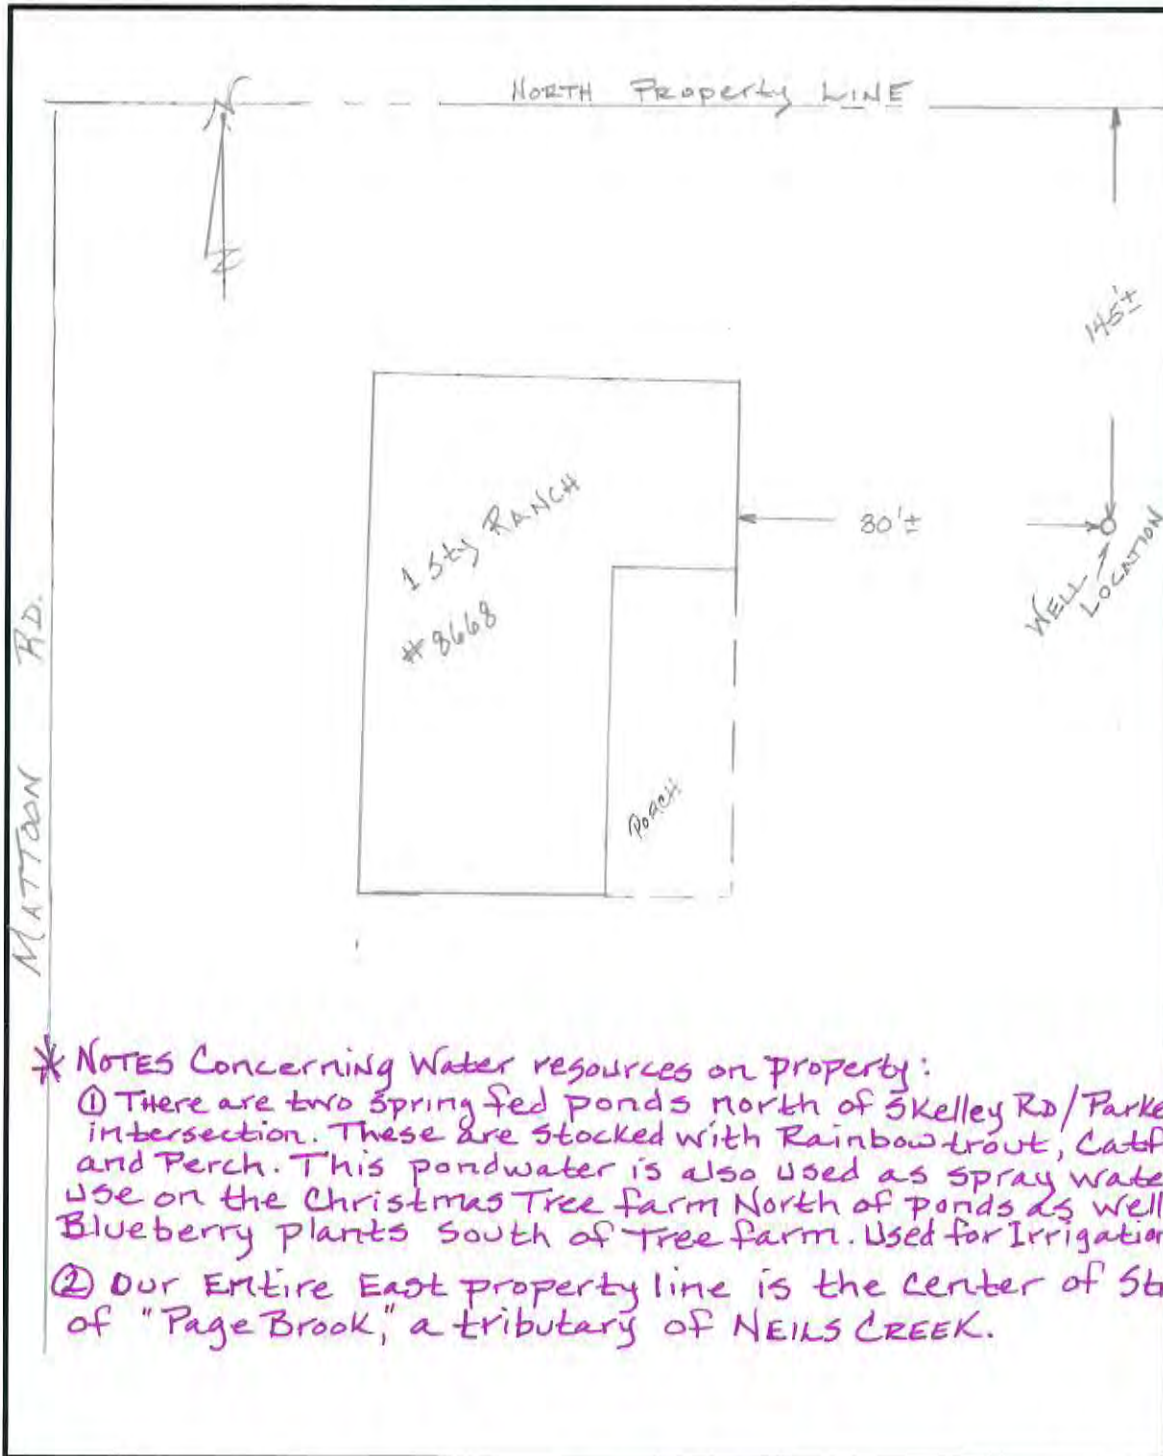 N
NORTH Property LINE
145'±
1 Sty RANCH
#8668
30'±
WELL
LOCATION
MATTOON RD.
PORCH
* NOTES Concerning Water resources on property:
① There are two spring fed ponds north of Skelley RD/Parke
intersection. These are stocked with Rainbow trout, Catf
and Perch. This pondwater is also used as spray wate
use on the Christmas Tree farm North of ponds as well
Blueberry plants South of Tree farm. Used for Irrigation
② Our Entire East property line is the center of St
of "Page Brook," a tributary of NEILS CREEK.